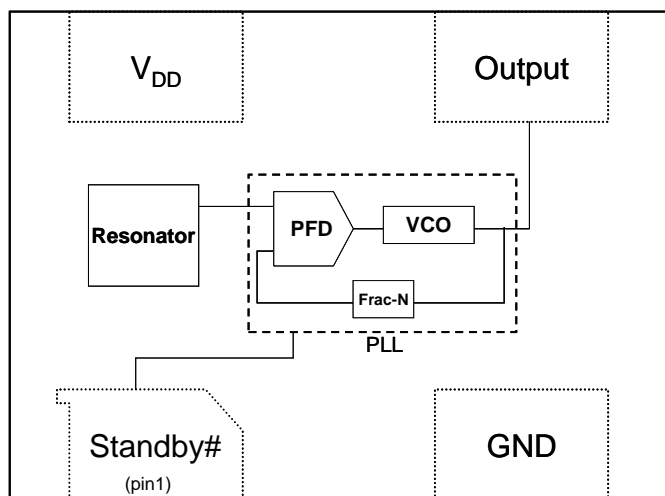 VDD
Output
Resonator
PFD
VCO
Frac-N
PLL
Standby#
(pin1)
GND